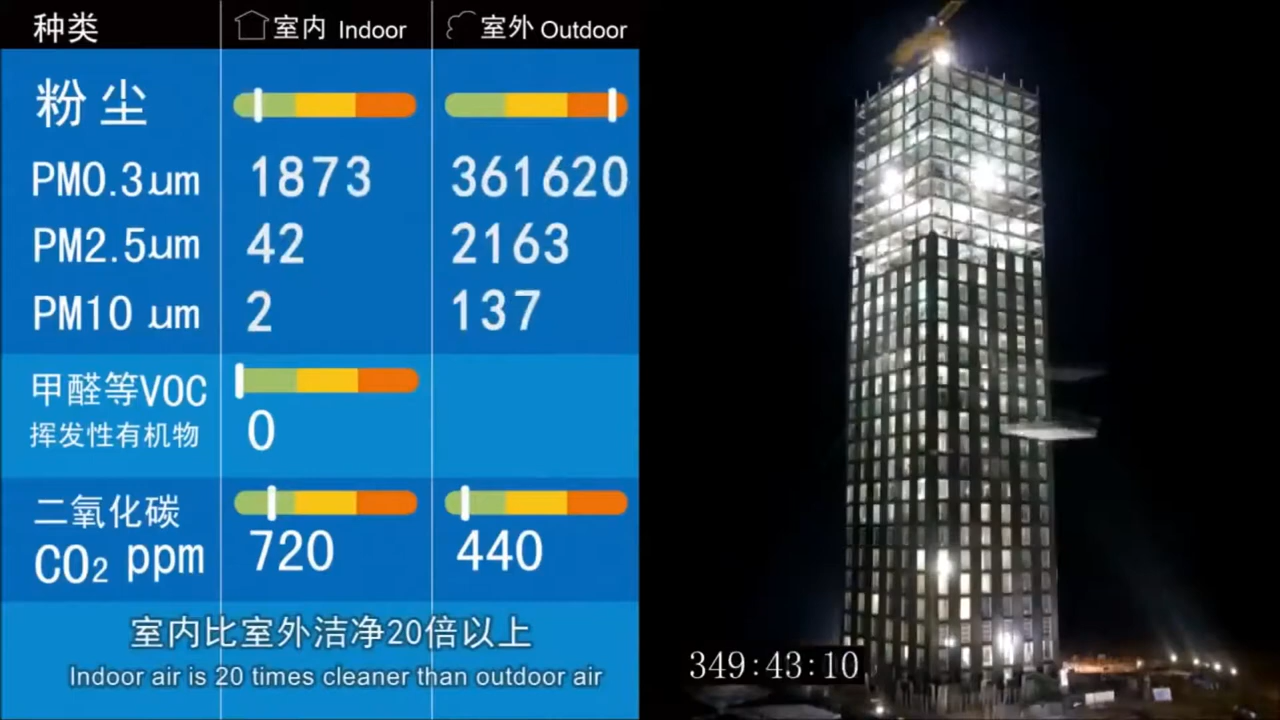 种类 室内 Indoor 室外 Outdoor
粉尘
PM0.3um 1873 361620
PM2.5um 42 2163
PM10 um 2 137
甲醛等VOC
挥发性有机物 0
二氧化碳
CO₂ ppm 720 440
室内比室外洁净20倍以上
Indoor air is 20 times cleaner than outdoor air
349:43:10